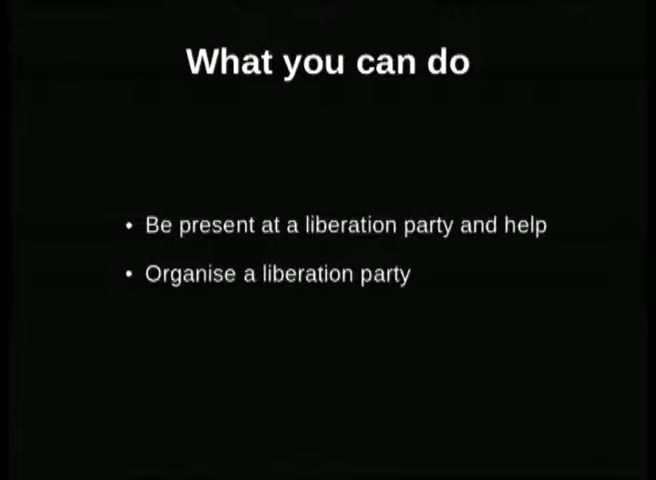 What you can do
• Be present at a liberation party and help
• Organise a liberation party